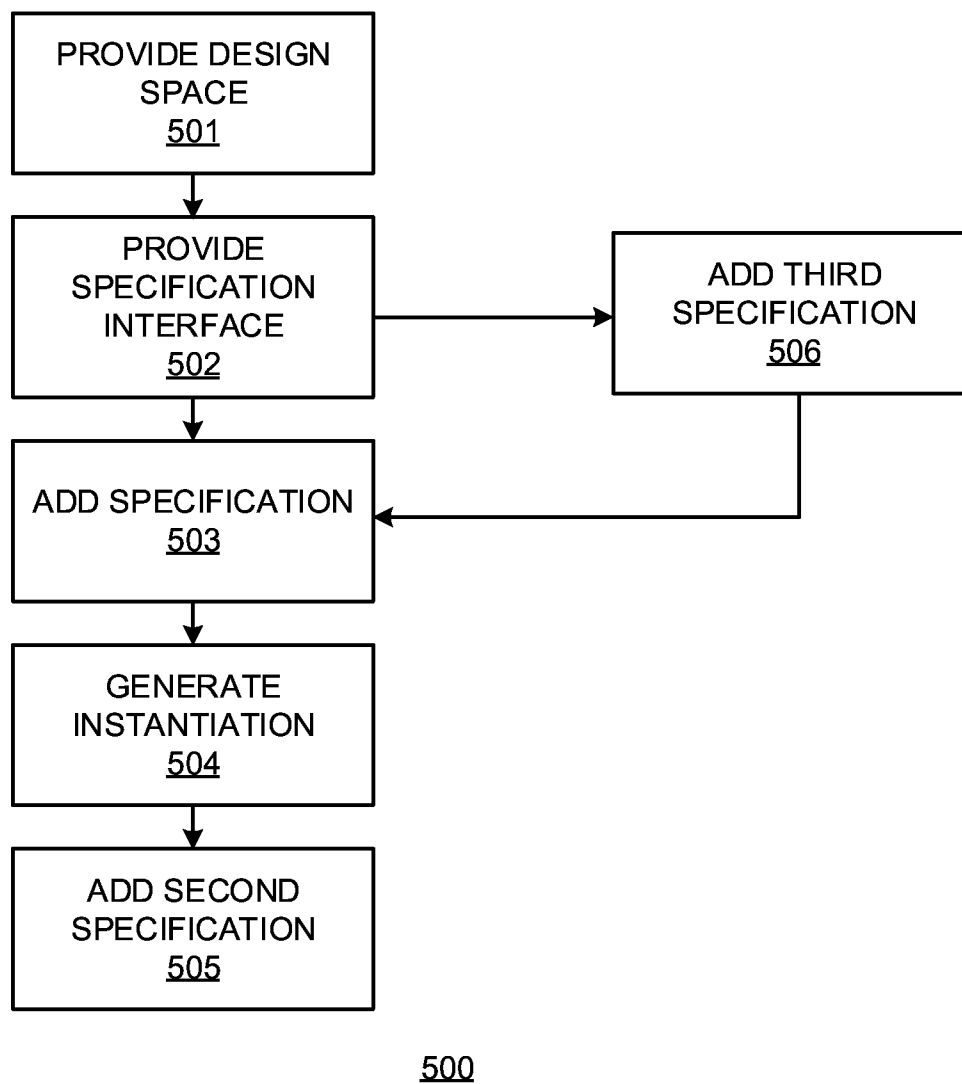 PROVIDE DESIGN
SPACE
501
PROVIDE
SPECIFICATION
INTERFACE
502
ADD THIRD
SPECIFICATION
506
ADD SPECIFICATION
503
GENERATE
INSTANTIATION
504
ADD SECOND
SPECIFICATION
505
500